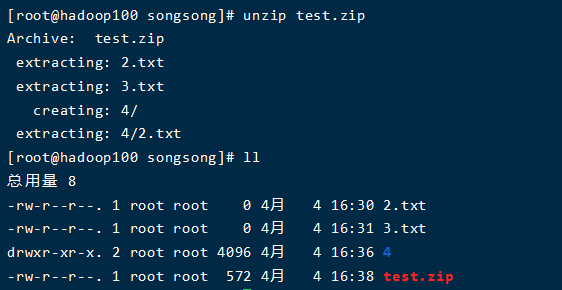 [root@hadoop100 songsong]# unzip test.zip
Archive:  test.zip
 extracting: 2.txt
 extracting: 3.txt
   creating: 4/
 extracting: 4/2.txt
[root@hadoop100 songsong]# ll
总用量 8
-rw-r--r--. 1 root root    0 4月   4 16:30 2.txt
-rw-r--r--. 1 root root    0 4月   4 16:31 3.txt
drwxr-xr-x. 2 root root 4096 4月   4 16:36 4
-rw-r--r--. 1 root root  572 4月   4 16:38 test.zip